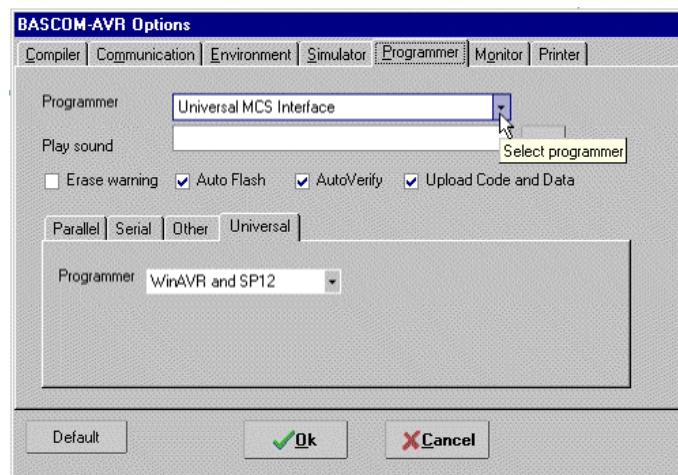 BASCOM-AVR Options
Compiler Communication Environment Simulator Programmer Monitor Printer
Programmer Universal MCS Interface
Play sound
Select programmer
Erase warning Auto Flash AutoVerify Upload Code and Data
Parallel Serial Other Universal
Programmer WinAVR and SP12
Default Ok Cancel